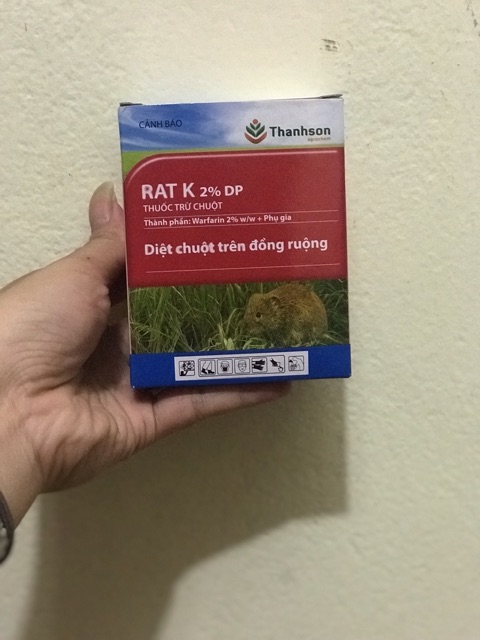 CẢNH BÁO
Thanhson
agrochem
RAT K 2% DP
THUỐC TRỪ CHUỘT
Thành phần: Warfarin 2% w/w + Phụ gia
Diệt chuột trên đồng ruộng